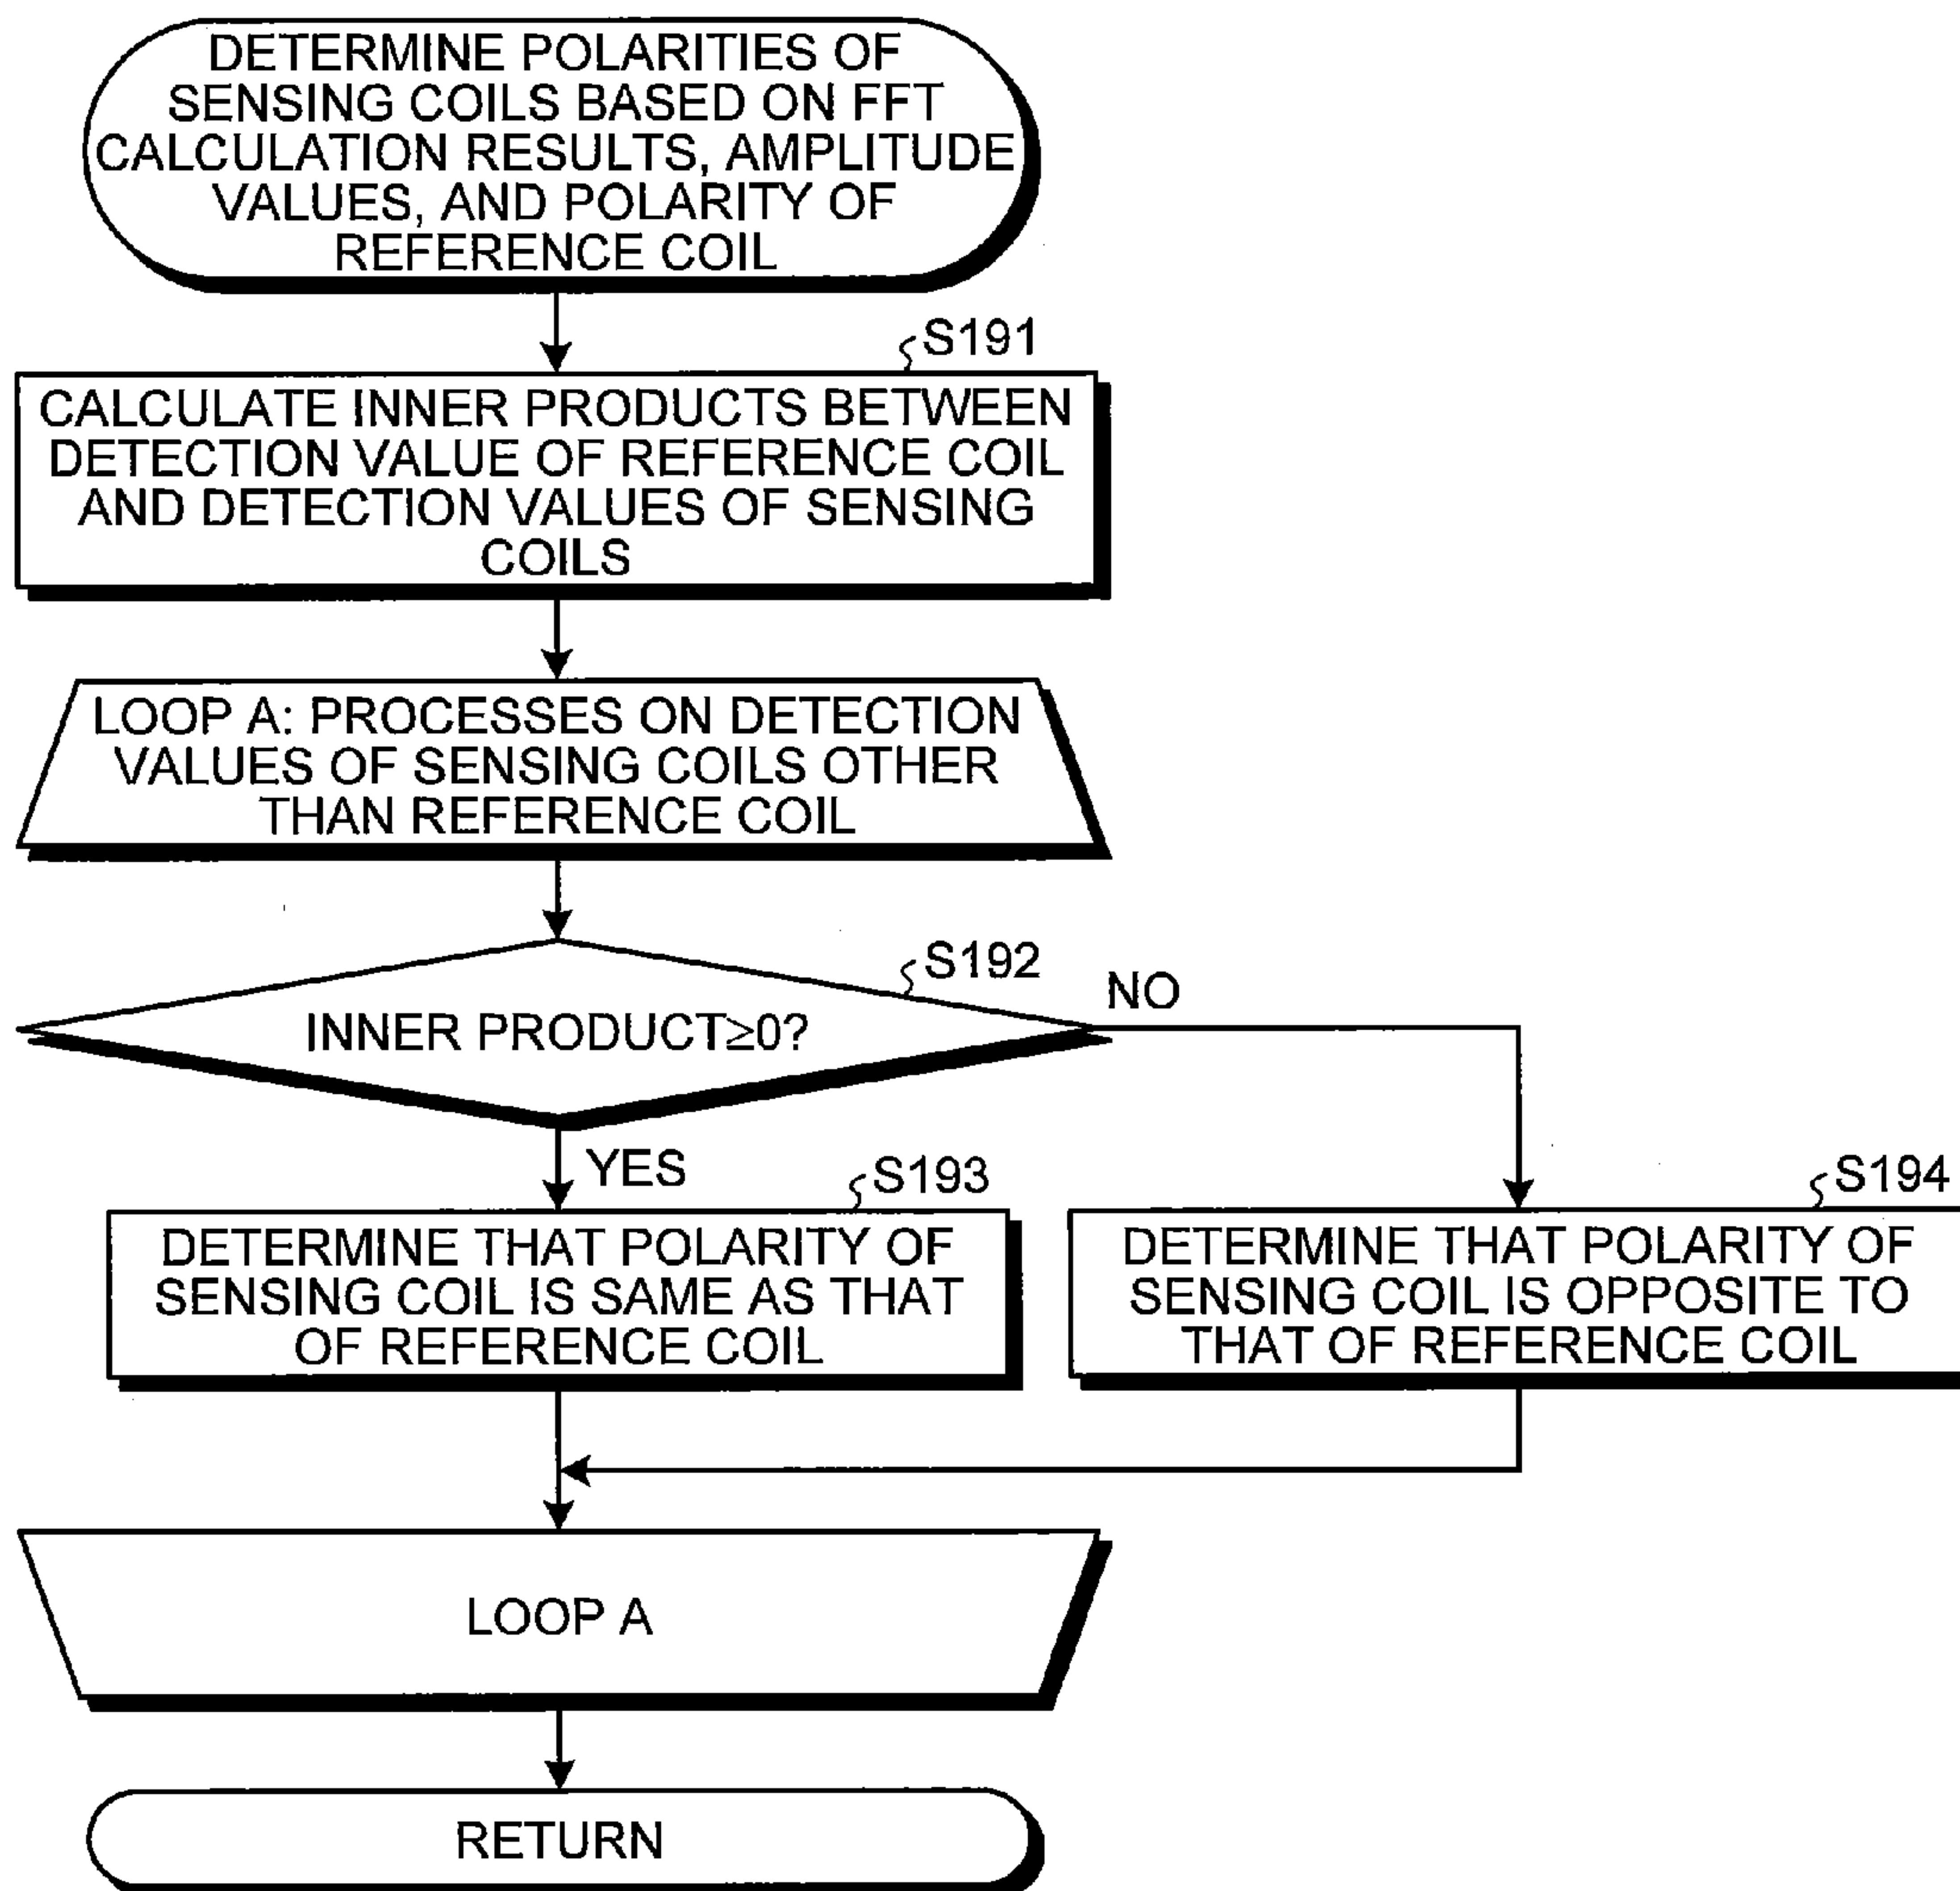 DETERMINE POLARITIES OF
SENSING COILS BASED ON FFT
CALCULATION RESULTS, AMPLITUDE
VALUES, AND POLARITY OF
REFERENCE COIL
S191
CALCULATE INNER PRODUCTS BETWEEN
DETECTION VALUE OF REFERENCE COIL
AND DETECTION VALUES OF SENSING
COILS
LOOP A: PROCESSES ON DETECTION
VALUES OF SENSING COILS OTHER
THAN REFERENCE COIL
S192
NO
INNER PRODUCT≥0?
YES
S193
DETERMINE THAT POLARITY OF
SENSING COIL IS SAME AS THAT
OF REFERENCE COIL
S194
DETERMINE THAT POLARITY OF
SENSING COIL IS OPPOSITE TO
THAT OF REFERENCE COIL
LOOP A
RETURN